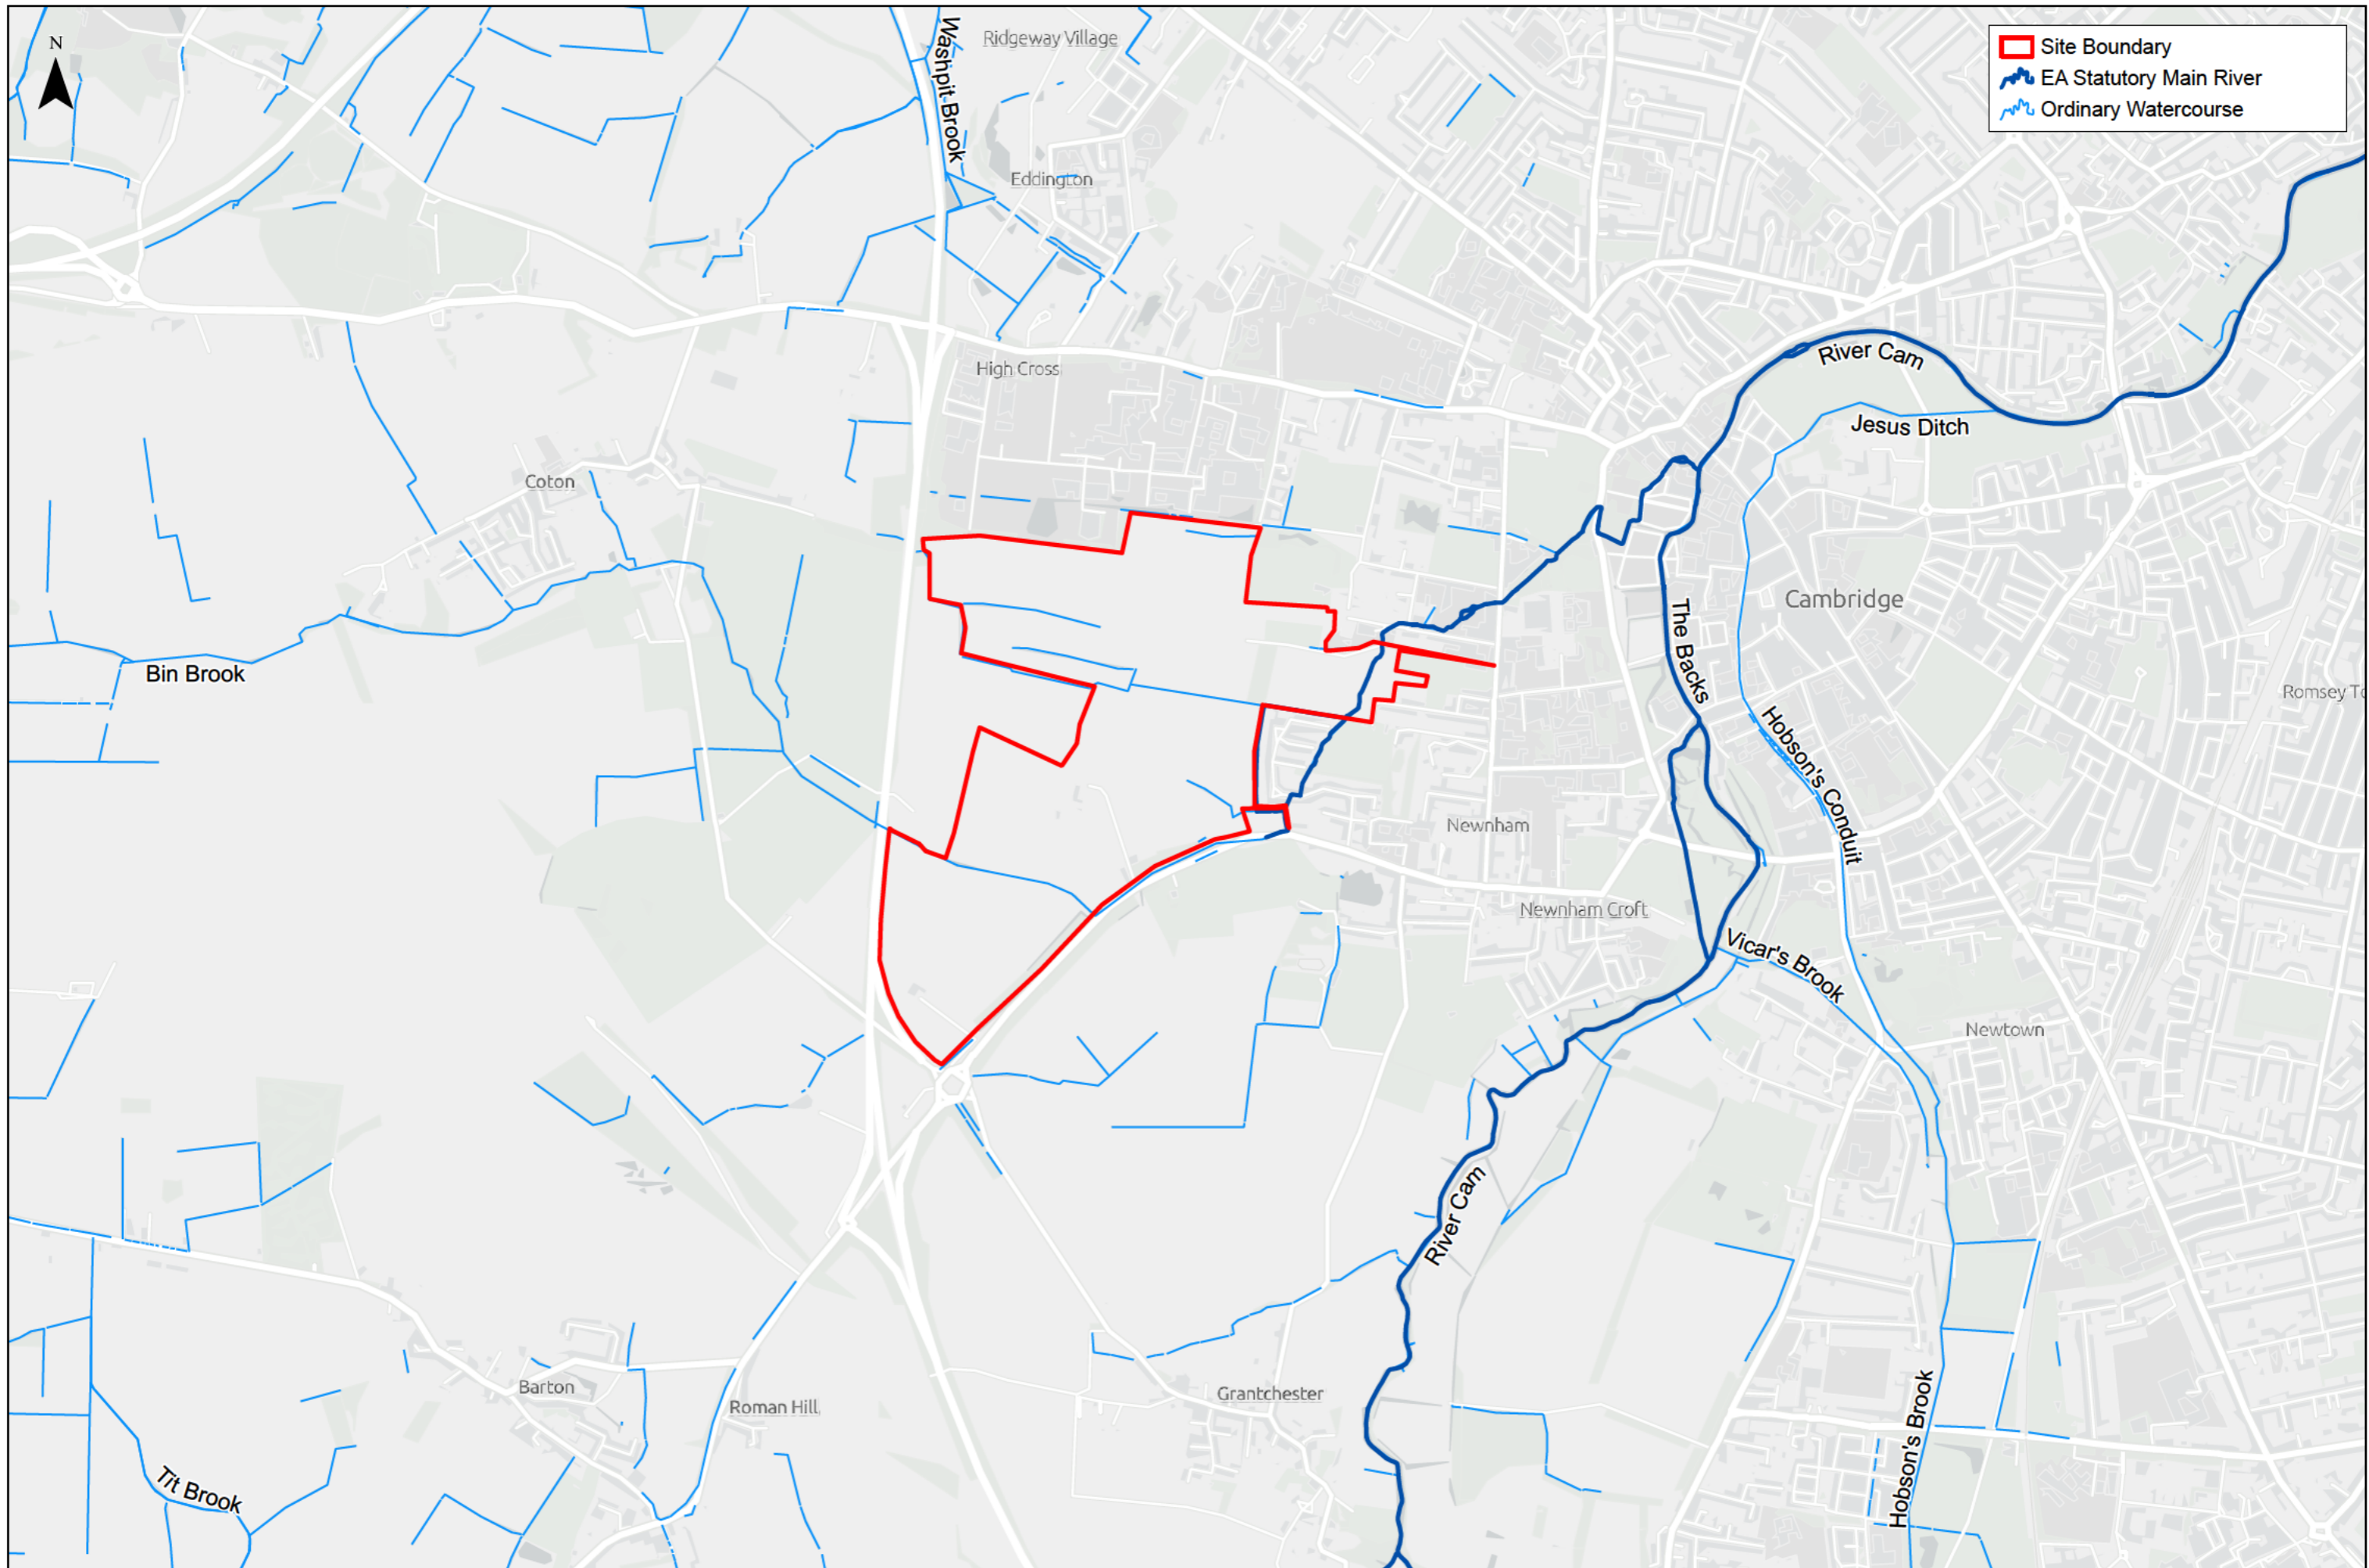 N
Ridgeway Village
Washpit Brook
Site Boundary
EA Statutory Main River
Ordinary Watercourse
Eddington
River Cam
High Cross
Jesus Ditch
Coton
Cambridge
The Backs
Bin Brook
Romsey To
Hobson's Conduit
Newnham
Newnham Croft
Vicar's Brook
Newtown
River Cam
Barton
Grantchester
Roman Hill
Hobson's Brook
Tit Brook